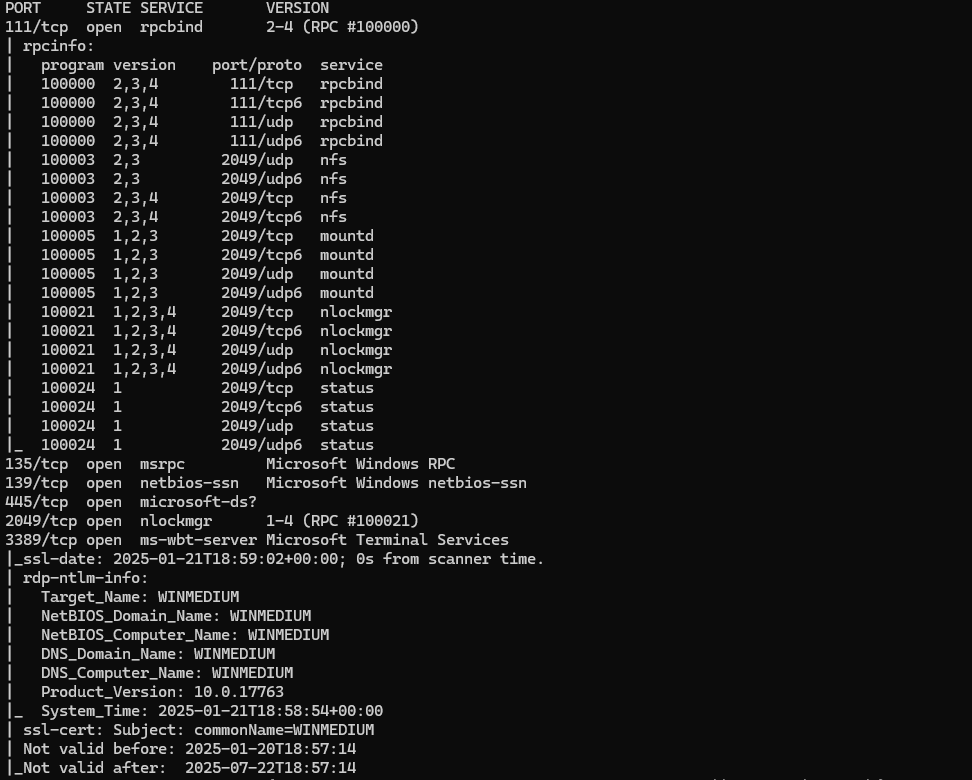 PORT     STATE SERVICE       VERSION
111/tcp  open  rpcbind       2-4 (RPC #100000)
| rpcinfo:
|   program version    port/proto  service
|   100000  2,3,4        111/tcp   rpcbind
|   100000  2,3,4        111/tcp6  rpcbind
|   100000  2,3,4        111/udp   rpcbind
|   100000  2,3,4        111/udp6  rpcbind
|   100003  2,3         2049/udp   nfs
|   100003  2,3         2049/udp6  nfs
|   100003  2,3,4       2049/tcp   nfs
|   100003  2,3,4       2049/tcp6  nfs
|   100005  1,2,3       2049/tcp   mountd
|   100005  1,2,3       2049/tcp6  mountd
|   100005  1,2,3       2049/udp   mountd
|   100005  1,2,3       2049/udp6  mountd
|   100021  1,2,3,4     2049/tcp   nlockmgr
|   100021  1,2,3,4     2049/tcp6  nlockmgr
|   100021  1,2,3,4     2049/udp   nlockmgr
|   100021  1,2,3,4     2049/udp6  nlockmgr
|   100024  1           2049/tcp   status
|   100024  1           2049/tcp6  status
|   100024  1           2049/udp   status
|_  100024  1           2049/udp6  status
135/tcp  open  msrpc         Microsoft Windows RPC
139/tcp  open  netbios-ssn   Microsoft Windows netbios-ssn
445/tcp  open  microsoft-ds?
2049/tcp open  nlockmgr      1-4 (RPC #100021)
3389/tcp open  ms-wbt-server Microsoft Terminal Services
|_ssl-date: 2025-01-21T18:59:02+00:00; 0s from scanner time.
| rdp-ntlm-info:
|   Target_Name: WINMEDIUM
|   NetBIOS_Domain_Name: WINMEDIUM
|   NetBIOS_Computer_Name: WINMEDIUM
|   DNS_Domain_Name: WINMEDIUM
|   DNS_Computer_Name: WINMEDIUM
|   Product_Version: 10.0.17763
|_  System_Time: 2025-01-21T18:58:54+00:00
| ssl-cert: Subject: commonName=WINMEDIUM
| Not valid before: 2025-01-20T18:57:14
|_Not valid after:  2025-07-22T18:57:14